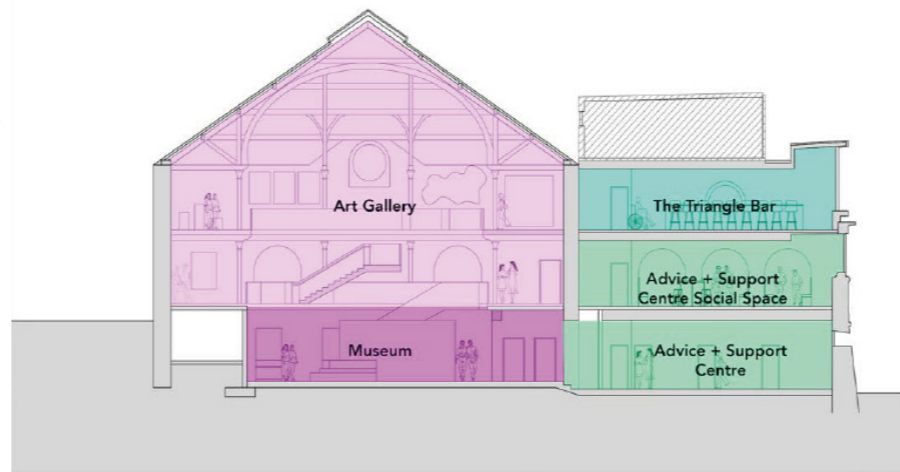 Art Gallery
The Triangle Bar
Advice + Support
Centre Social Space
Museum
Advice + Support
Centre